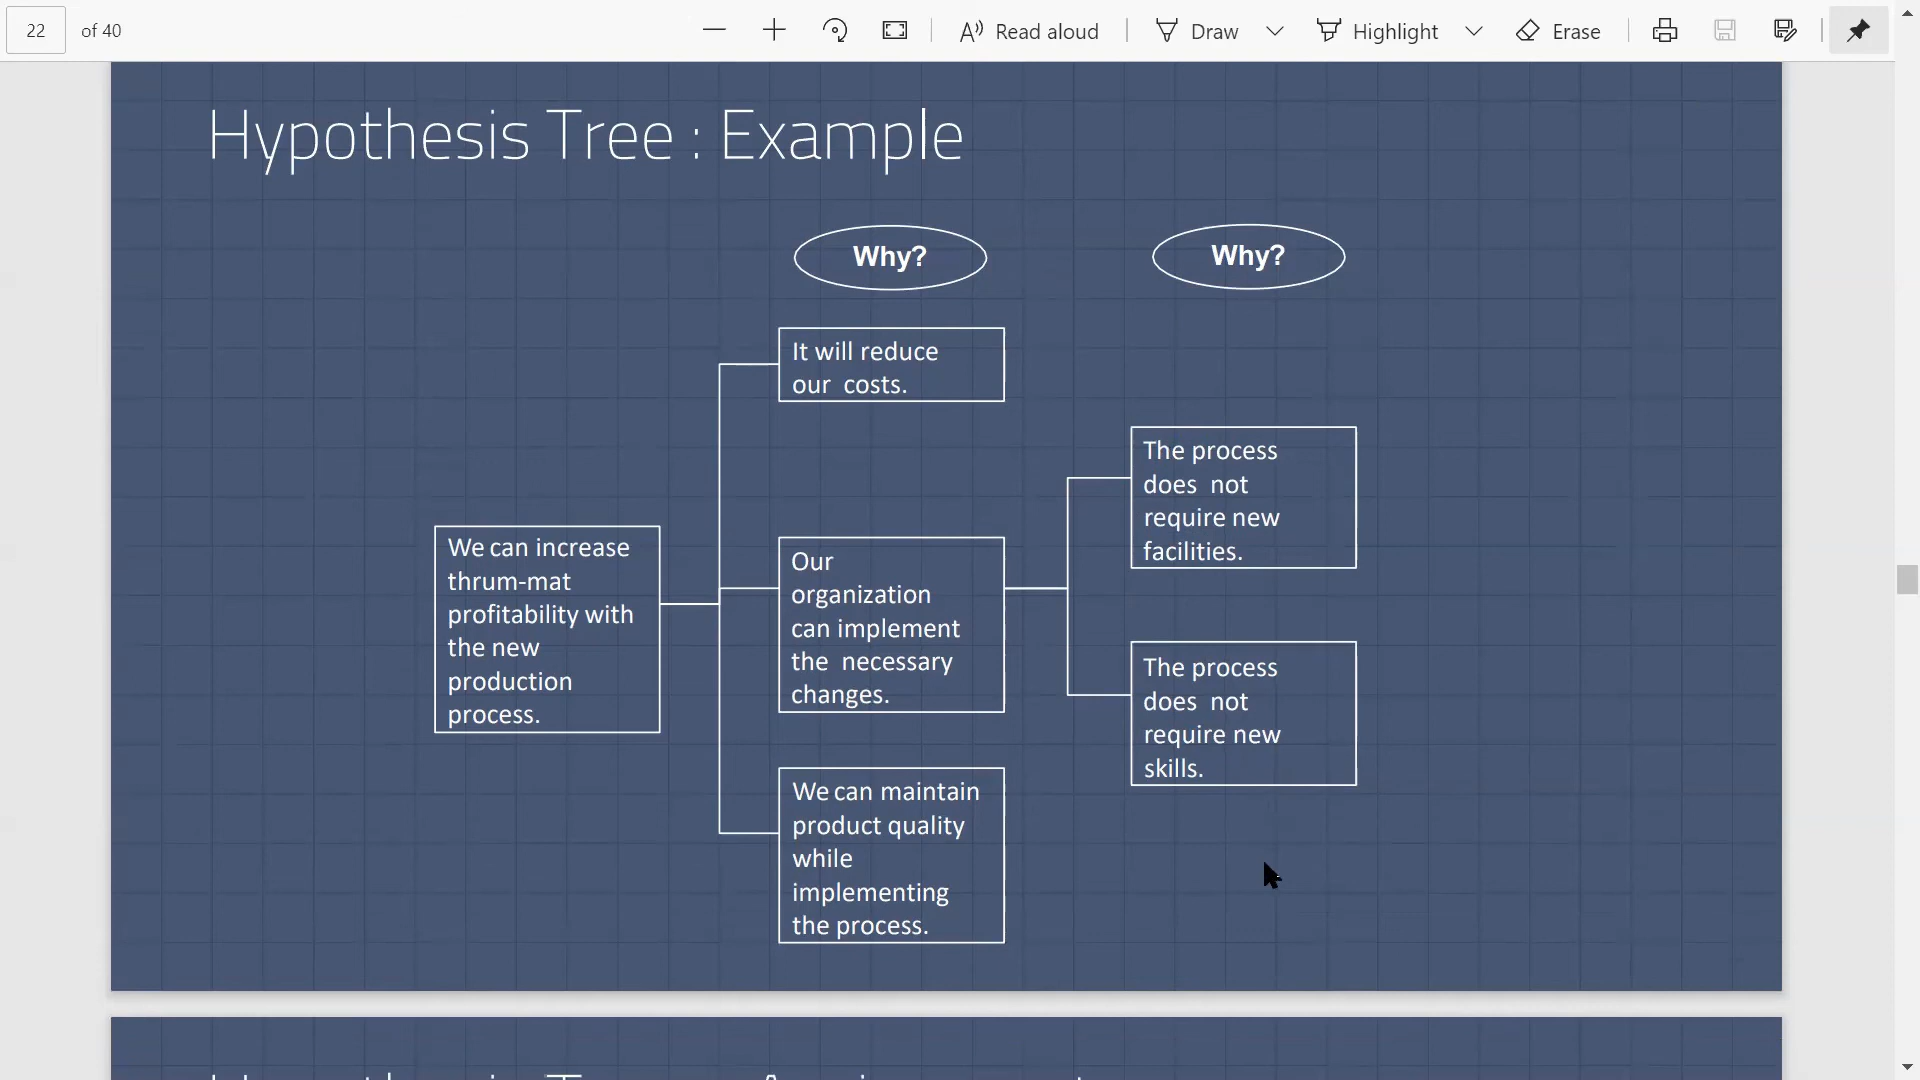 22 of 40
Read aloud
Draw
Highlight
Erase
Hypothesis Tree : Example
Why?
Why?
It will reduce
our costs.
The process
does not
require new
facilities.
We can increase
thrum-mat
profitability with
the new
production
process.
Our
organization
can implement
the necessary
changes.
The process
does not
require new
skills.
We can maintain
product quality
while
implementing
the process.